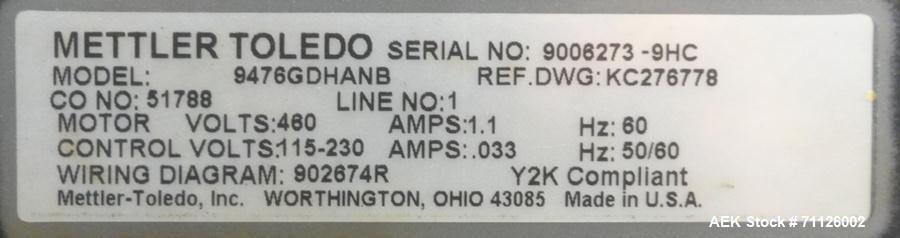 METTLER TOLEDO SERIAL NO: 9006273 -9HC
MODEL: 9476GDHANB REF.DWG: KC276778
CO NO: 51788 LINE NO:1
MOTOR VOLTS:460 AMPS:1.1 Hz: 60
CONTROL VOLTS:115-230 AMPS:.033 Hz: 50/60
WIRING DIAGRAM: 902674R Y2K Compliant
Mettler-Toledo, Inc. WORTHINGTON, OHIO 43085 Made in U.S.A.
AEK Stock # 71126002